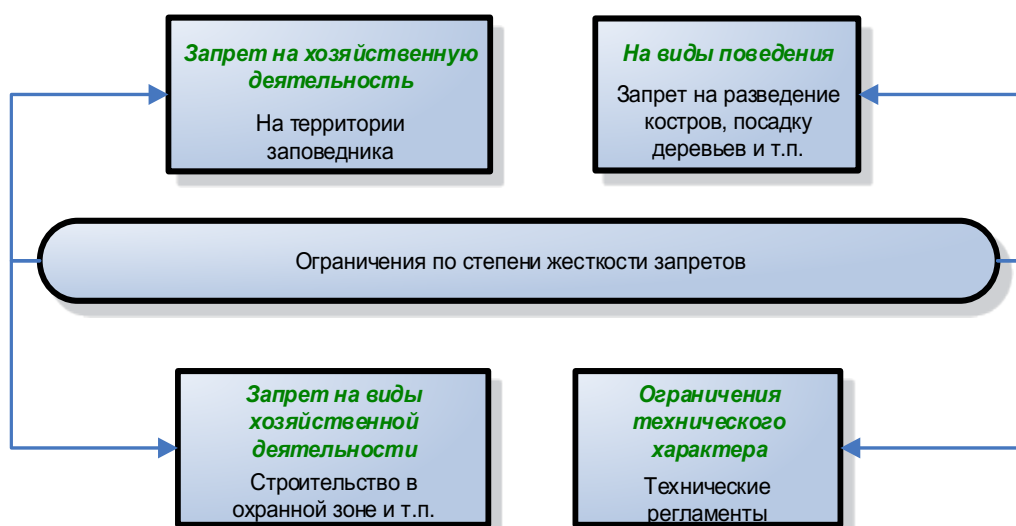 Запрет на хозяйственную
деятельность
На территории
заповедника
На виды поведения
Запрет на разведение
костров, посадку
деревьев и т.п.
Ограничения по степени жесткости запретов
Запрет на виды
хозяйственной
деятельности
Строительство в
охранной зоне и т.п.
Ограничения
технического
характера
Технические
регламенты